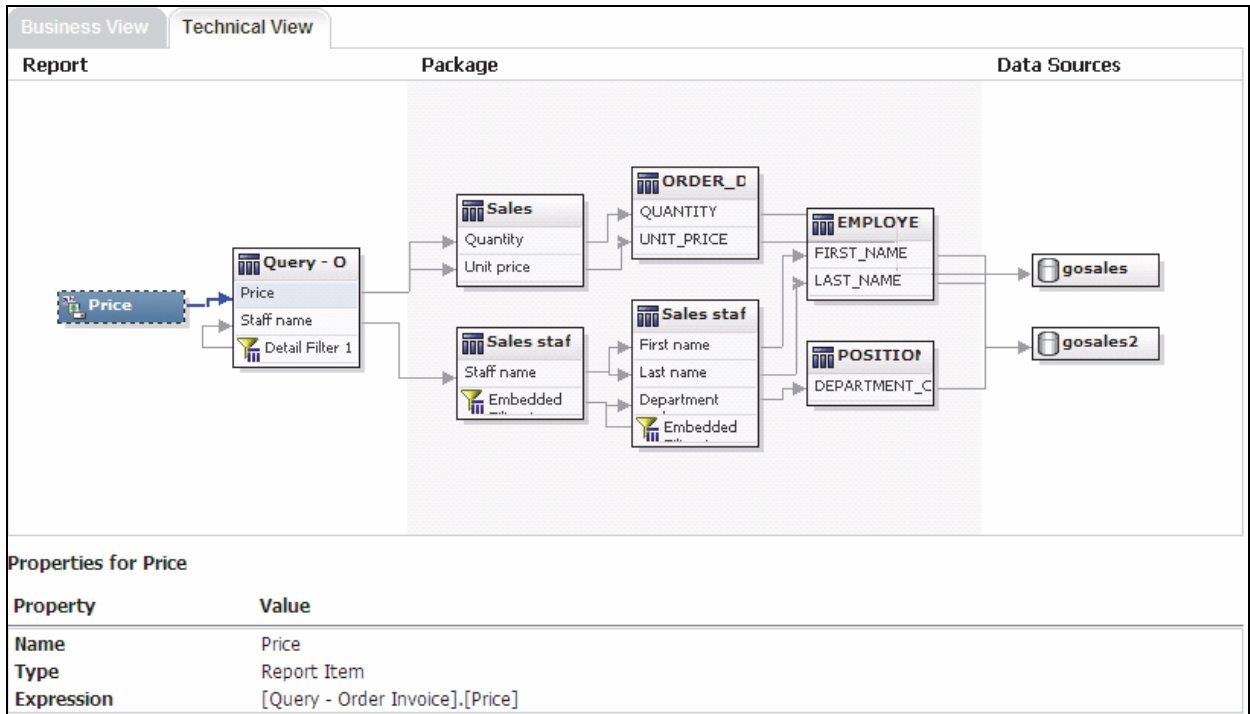 Business View
Technical View
Report
Package
Data Sources
Price
Query - O
Price
Staff name
Detail Filter 1
Sales
Quantity
Unit price
Sales staf
Staff name
Embedded
ORDER_D
QUANTITY
UNIT_PRICE
Sales staf
First name
Last name
Department
Embedded
EMPLOYE
FIRST_NAME
LAST_NAME
POSITION
DEPARTMENT_C
gosales
gosales2
Properties for Price
Property Value
Name Price
Type Report Item
Expression [Query - Order Invoice].[Price]